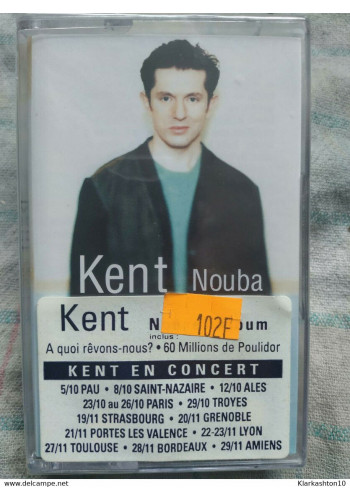 Kent Nouba
Kent N 102F bum
inclus :
A quoi rêvons-nous? • 60 Millions de Poulidor
KENT EN CONCERT
5/10 PAU • 8/10 SAINT-NAZAIRE • 12/10 ALES
23/10 au 26/10 PARIS • 29/10 TROYES
19/11 STRASBOURG • 20/11 GRENOBLE
21/11 PORTES LES VALENCE • 22-23/11 LYON
27/11 TOULOUSE • 28/11 BORDEAUX • 29/11 AMIENS
website: www.delcampe.net user: Klarkashton10